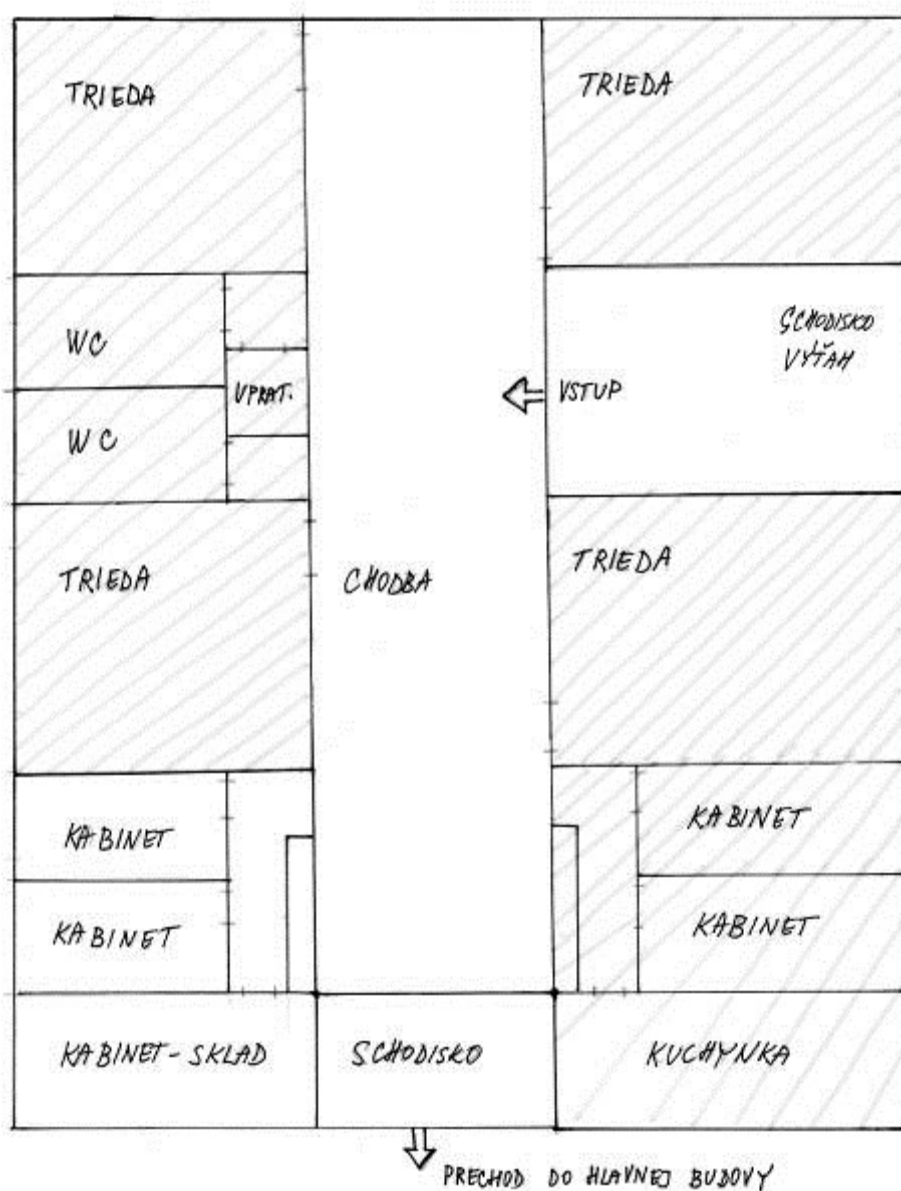 TRIEDA
TRIEDA
WC
UPRAT.
WC
VSTUP
SCHODISKO
VÝŤAH
TRIEDA
CHODBA
TRIEDA
KABINET
KABINET
KABINET
KABINET
KABINET-SKLAD
SCHODISKO
KUCHYNKA
PRECHOD DO HLAVNEJ BUDOVY